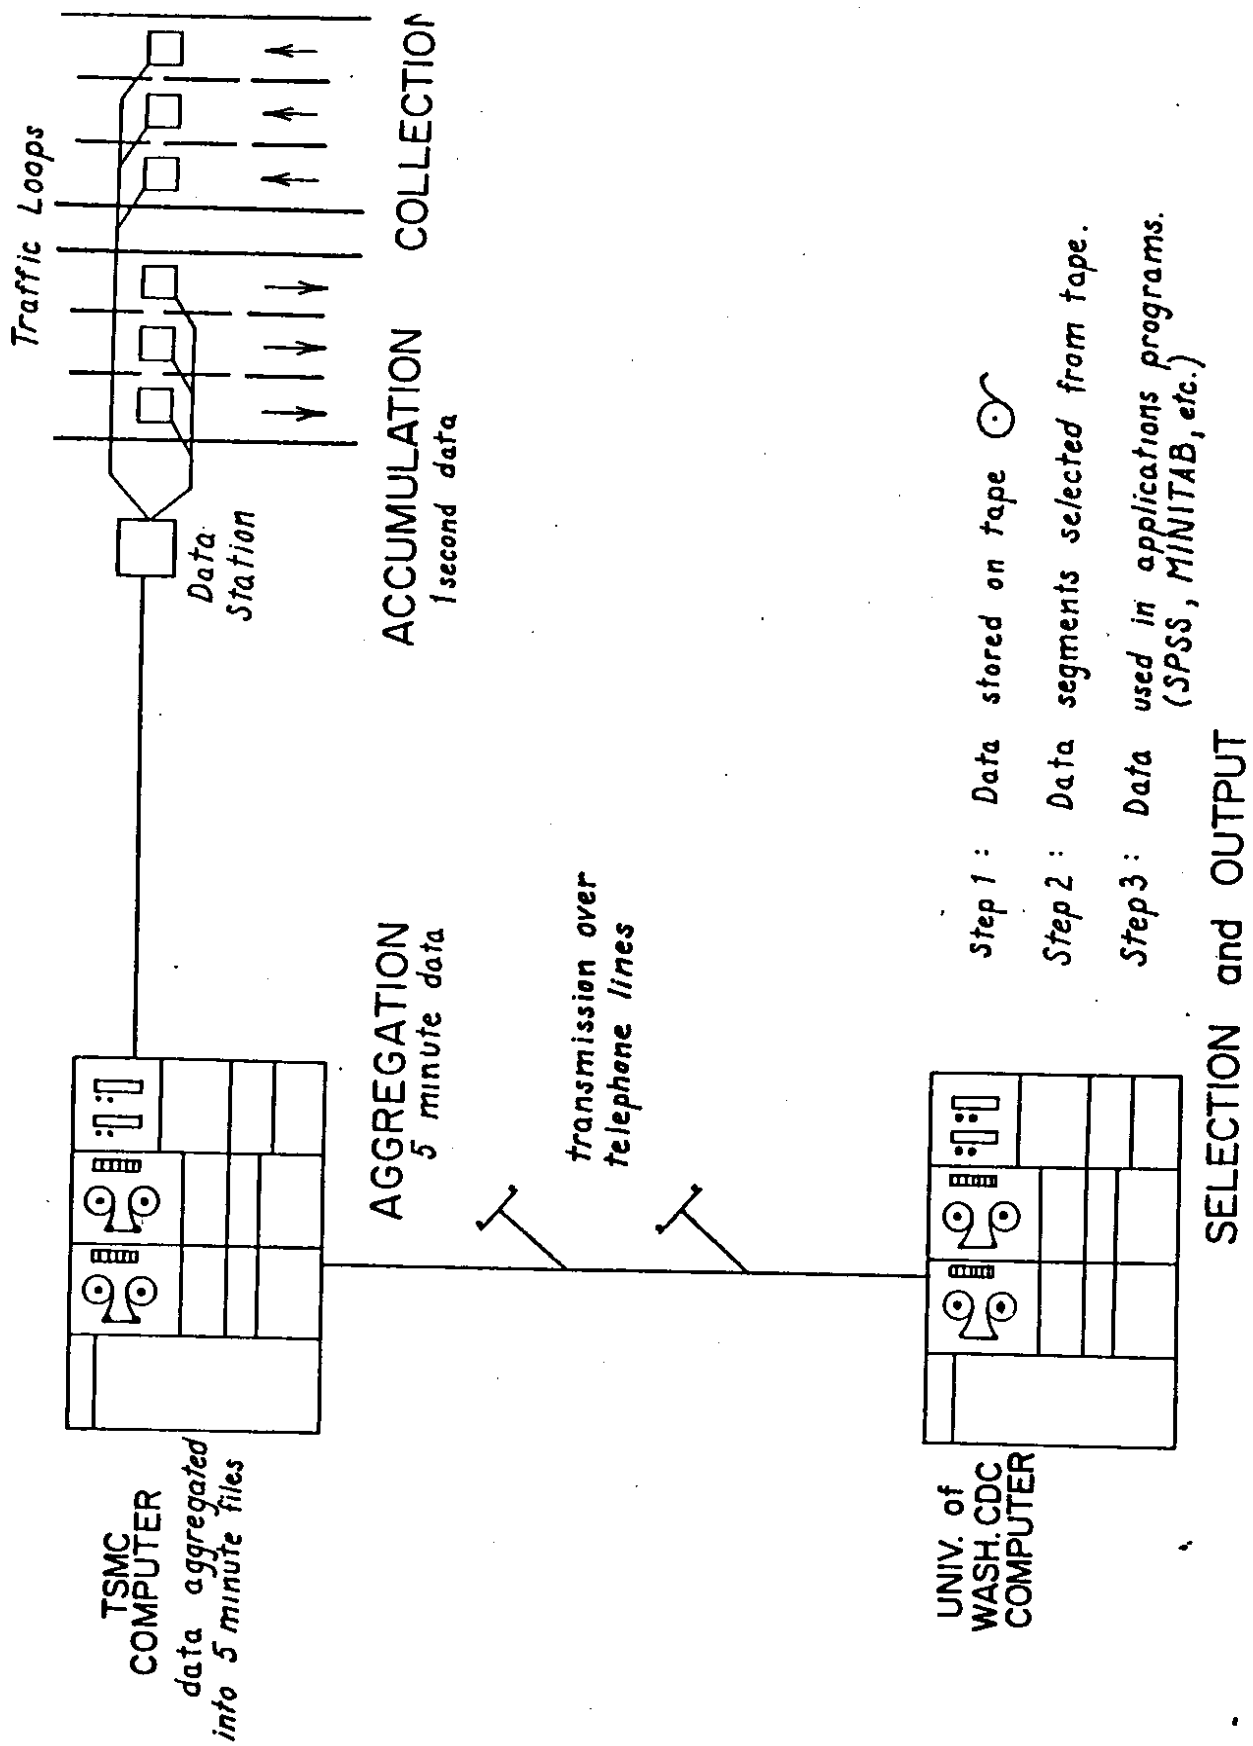 Traffic Loops
COLLECTION
Data
Station
ACCUMULATION
1 second data
TSMC
COMPUTER
data aggregated
into 5 minute files
AGGREGATION
5 minute data
transmission over
telephone lines
UNIV. of
WASH. CDC
COMPUTER
Step 1 : Data stored on tape
Step 2 : Data segments selected from tape.
Step 3 : Data used in applications programs.
(SPSS, MINITAB, etc.)
SELECTION and OUTPUT